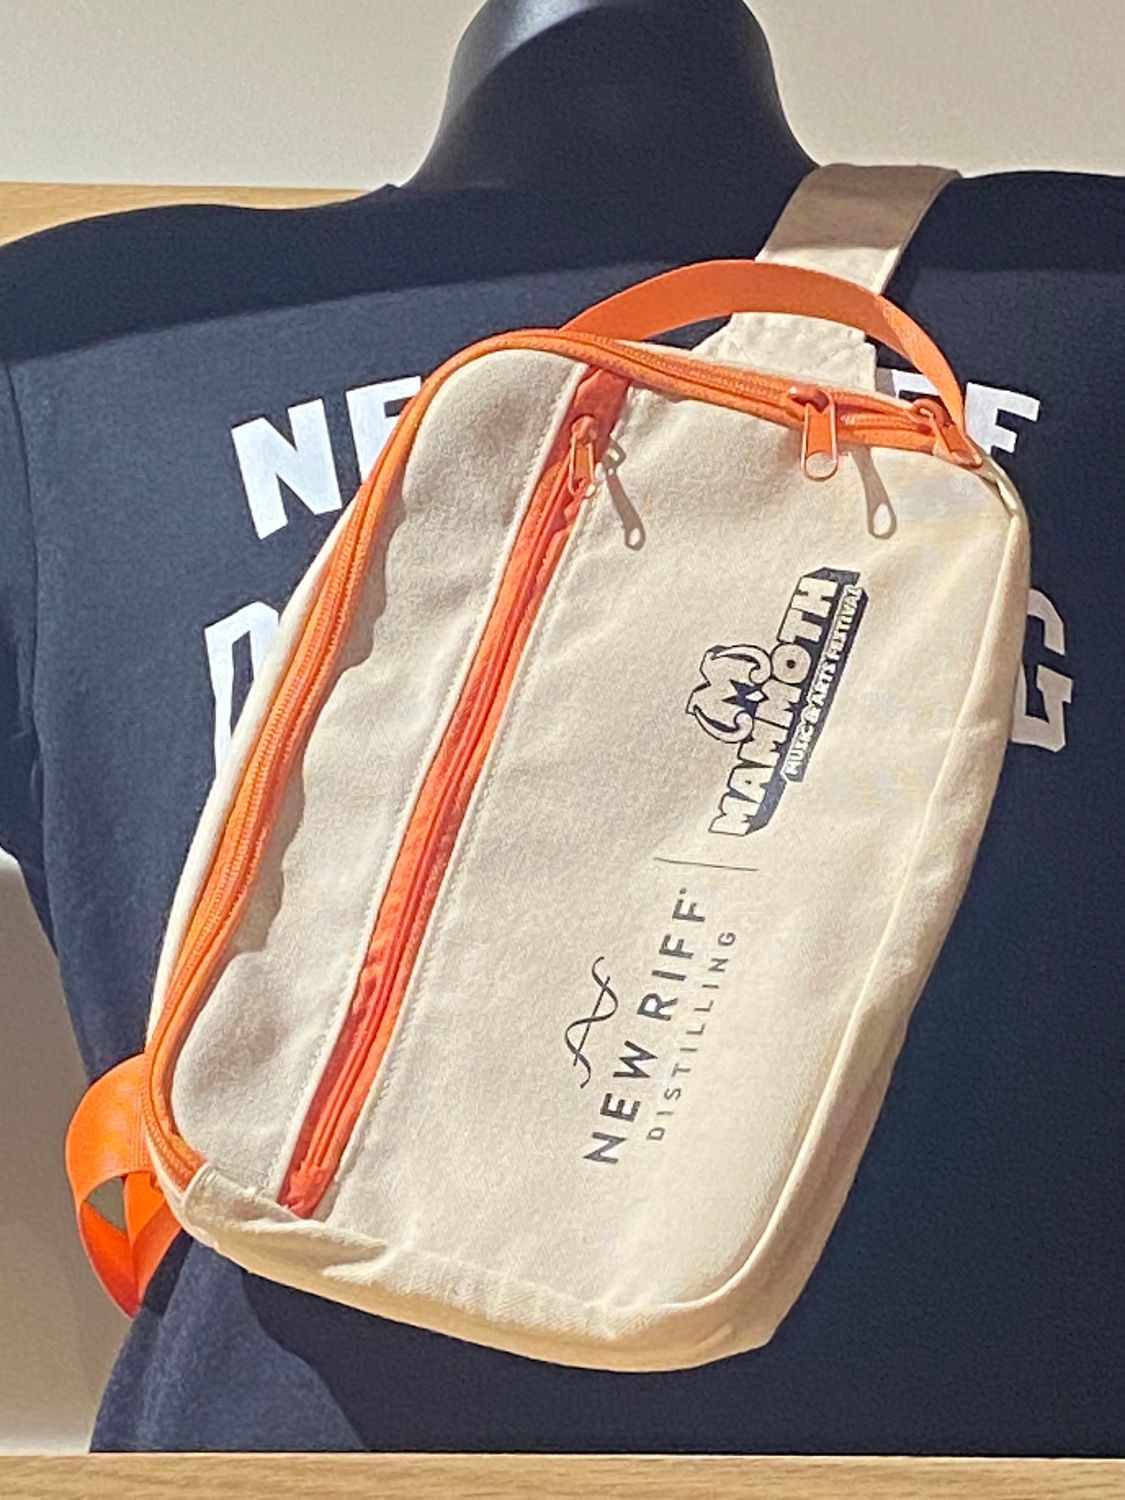 MAMMOTH
MUSIC & ARTS FESTIVAL
NEW RIFF
DISTILLING